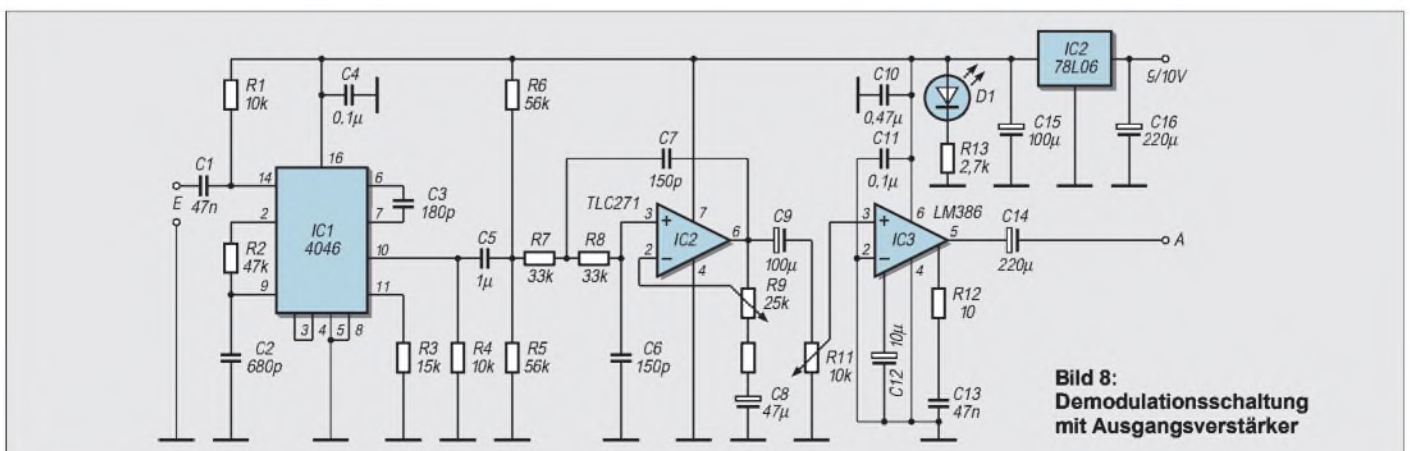 R1
10k
C4
0,1µ
R6
56k
C10
0,47µ
C11
0,1µ
D1
R13
2,7k
C15
100µ
IC2
78L06
9/10V
C16
220µ
C1
47n
E
14
16
6
7
C3
180p
2
R2
47k
9
IC1
4046
10
11
3
4
5
8
C2
680p
R3
15k
R4
10k
C5
1µ
R5
56k
R7
33k
R8
33k
C7
150p
TLC271
3
2
+
–
IC2
7
6
4
C6
150p
R9
25k
C8
47µ
C9
100µ
R11
10k
3
2
+
–
IC3
6
LM386
5
4
C12
10µ
R12
10
C13
47n
C14
220µ
A
Bild 8:
Demodulationsschaltung
mit Ausgangsverstärker